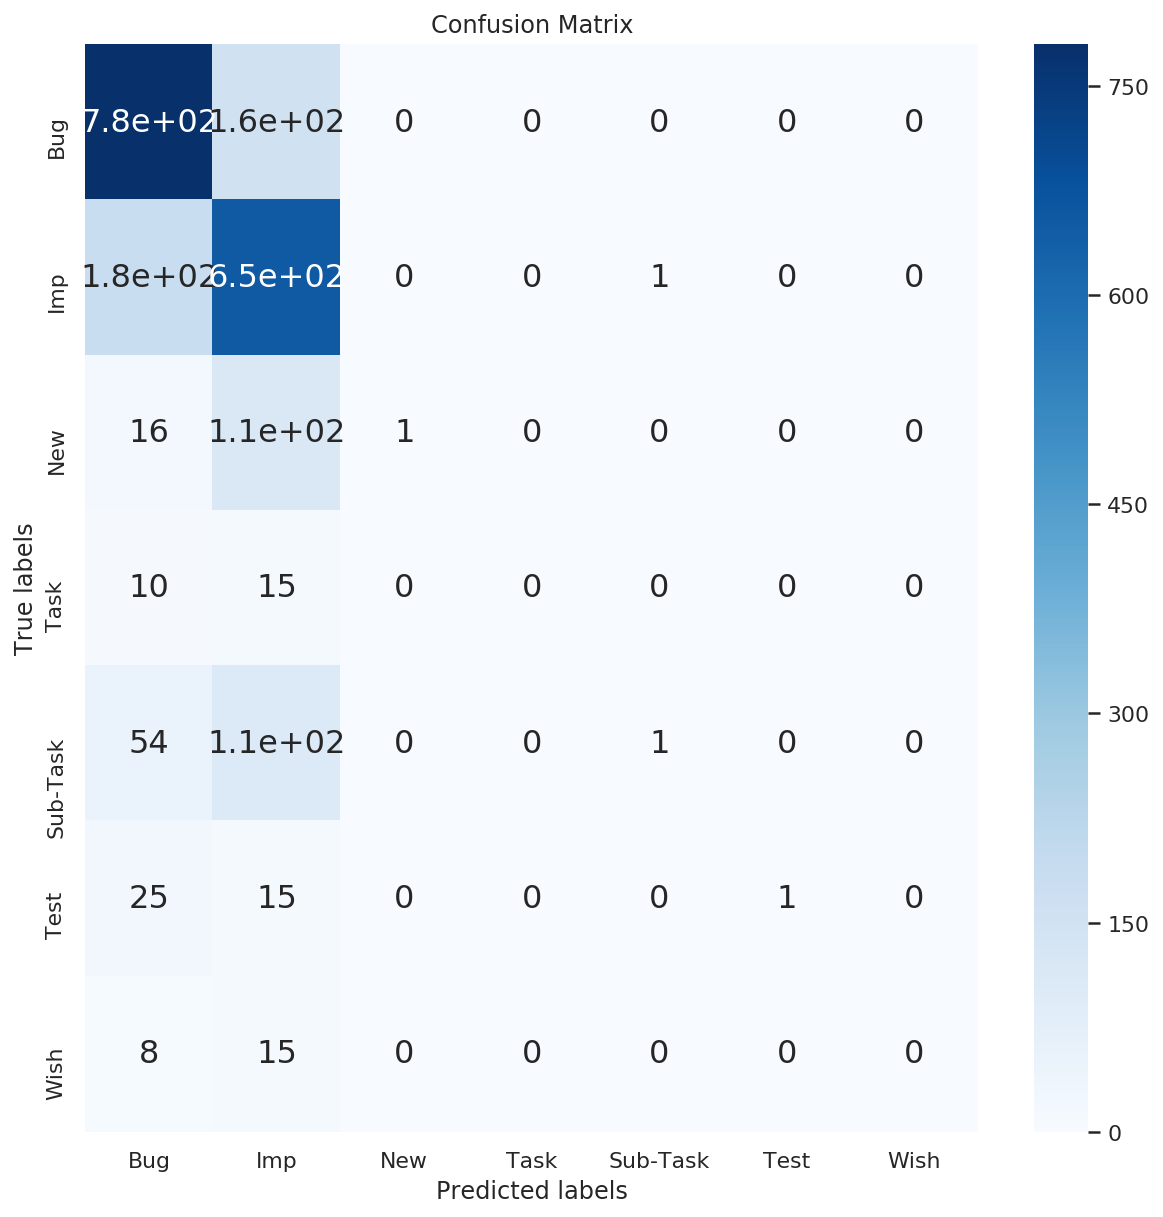 Confusion Matrix
Bug 7.8e+02 1.6e+02 0 0 0 0 0
Imp 1.8e+02 6.5e+02 0 0 1 0 0
New 16 1.1e+02 1 0 0 0 0
Task 10 15 0 0 0 0 0
Sub-Task 54 1.1e+02 0 0 1 0 0
Test 25 15 0 0 0 1 0
Wish 8 15 0 0 0 0 0
True labels
Bug Imp New Task Sub-Task Test Wish
Predicted labels
750
600
450
300
150
0